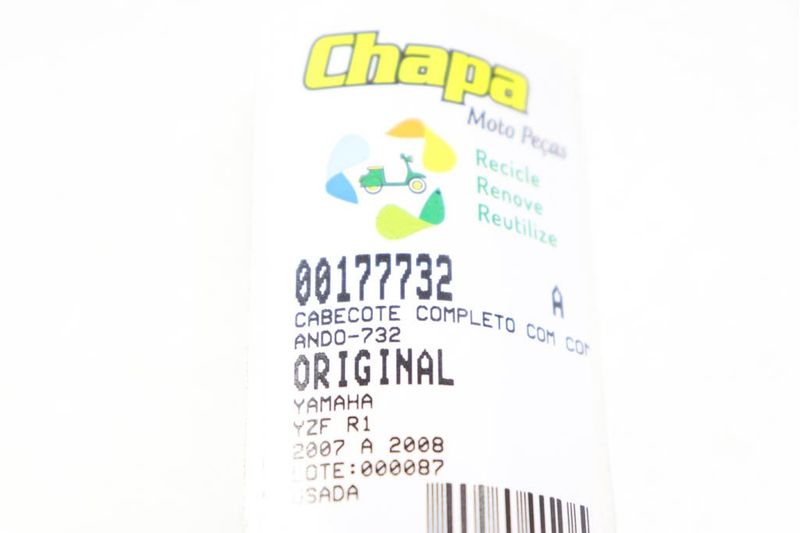 Chapa
Moto Peças
Recicle
Renove
Reutilize
00177732 A
CABECOTE COMPLETO COM COM
ANDO-732
ORIGINAL
YAMAHA
YZF R1
2007 A 2008
LOTE:000087
USADA